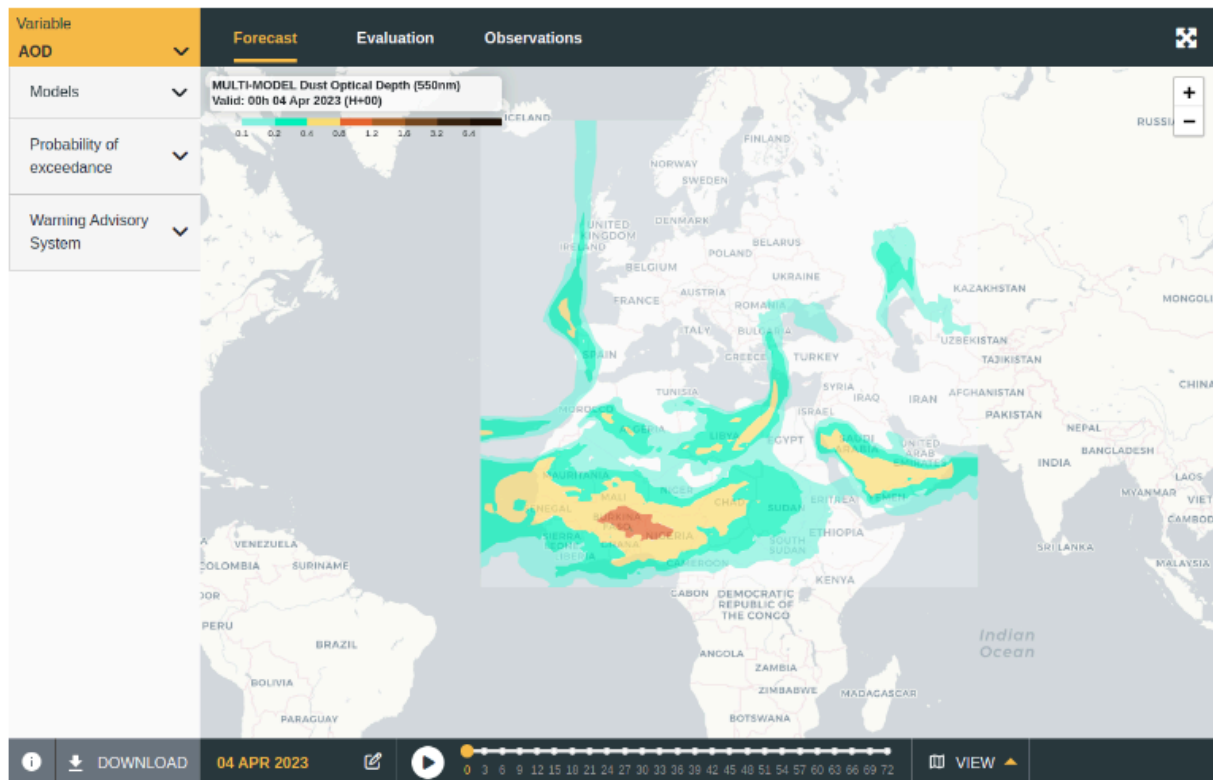 Variable
AOD
Forecast
Evaluation
Observations
Models
Probability of
exceedance
Warning Advisory
System
MULTI-MODEL Dust Optical Depth (550nm)
Valid: 00h 04 Apr 2023 (H+00)
0.1 0.2 0.4 0.8 1.2 1.6 3.2 6.4
+
−
ICELAND
RUSSIA
FINLAND
NORWAY
SWEDEN
UNITED
KINGDOM
IRELAND
DENMARK
BELARUS
POLAND
BELGIUM
UKRAINE
KAZAKHSTAN
MONGOLI
FRANCE
AUSTRIA
ROMANIA
ITALY
BULGARIA
UZBEKISTAN
SPAIN
GREECE
TURKEY
TAJIKISTAN
TUNISIA
SYRIA
IRAQ
IRAN
AFGHANISTAN
CHINA
MOROCCO
ISRAEL
PAKISTAN
ALGERIA
LIBYA
EGYPT
SAUDI
ARABIA
UNITED
ARAB
EMIRATES
NEPAL
BANGLADESH
INDIA
MAURITANIA
MALI
NIGER
CHAD
SUDAN
ERITREA
YEMEN
LAOS
MYANMAR
VIET
SENEGAL
BURKINA
FASO
NIGERIA
ETHIOPIA
CAMBOD
SIERRA
LEONE
GHANA
LIBERIA
SOUTH
SUDAN
CAMEROON
SRI LANKA
MALAYSIA
VENEZUELA
COLOMBIA
SURINAME
KENYA
GABON
DEMOCRATIC
REPUBLIC OF
THE CONGO
DOR
PERU
BRAZIL
Indian
Ocean
ANGOLA
ZAMBIA
BOLIVIA
ZIMBABWE
MADAGASCAR
PARAGUAY
BOTSWANA
i
DOWNLOAD
04 APR 2023
0 3 6 9 12 15 18 21 24 27 30 33 36 39 42 45 48 51 54 57 60 63 66 69 72
VIEW